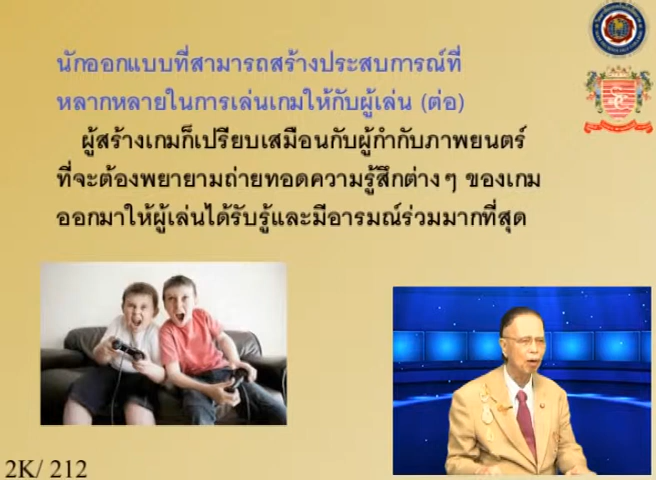 นักออกแบบที่สามารถสร้างประสบการณ์ที่
หลากหลายในการเล่นเกมให้กับผู้เล่น (ต่อ)
ผู้สร้างเกมก็เปรียบเสมือนกับผู้กำกับภาพยนตร์
ที่จะต้องพยายามถ่ายทอดความรู้สึกต่างๆ ของเกม
ออกมาให้ผู้เล่นได้รับรู้และมีอารมณ์ร่วมมากที่สุด
2K/ 212